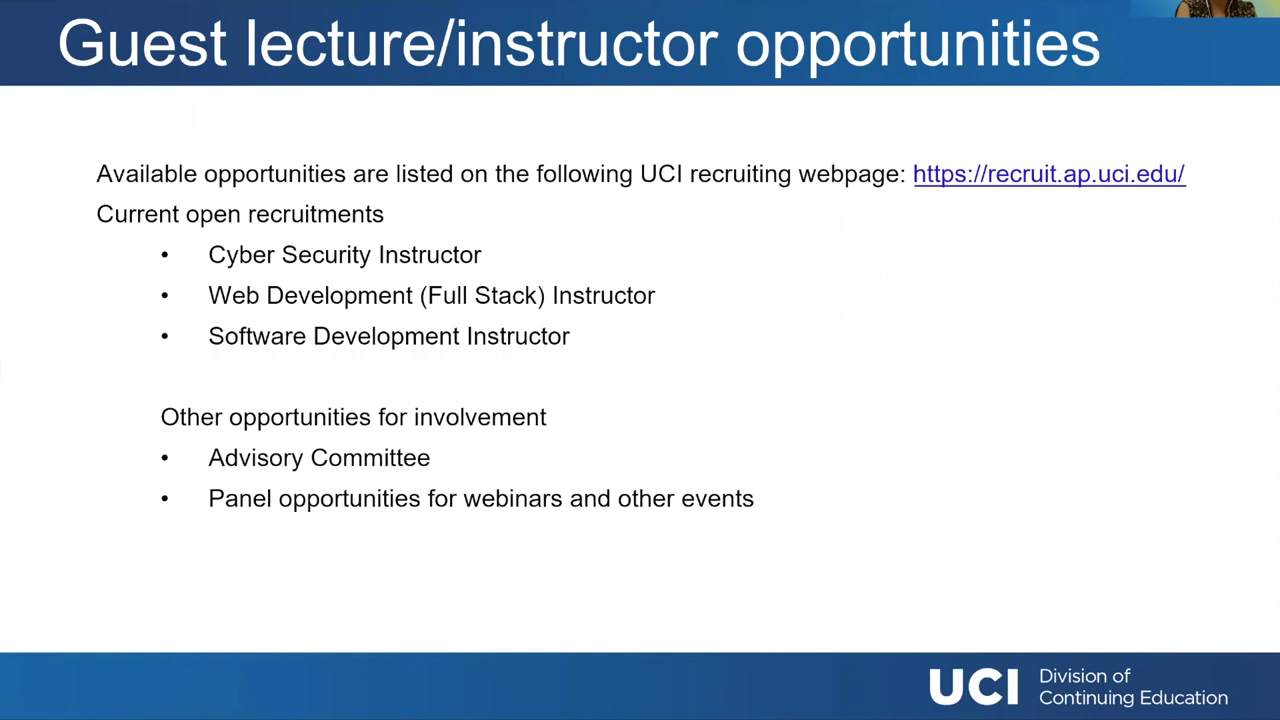 Guest lecture/instructor opportunities
Available opportunities are listed on the following UCI recruiting webpage: https://recruit.ap.uci.edu/
Current open recruitments
• Cyber Security Instructor
• Web Development (Full Stack) Instructor
• Software Development Instructor
Other opportunities for involvement
• Advisory Committee
• Panel opportunities for webinars and other events
UCI Division of
Continuing Education